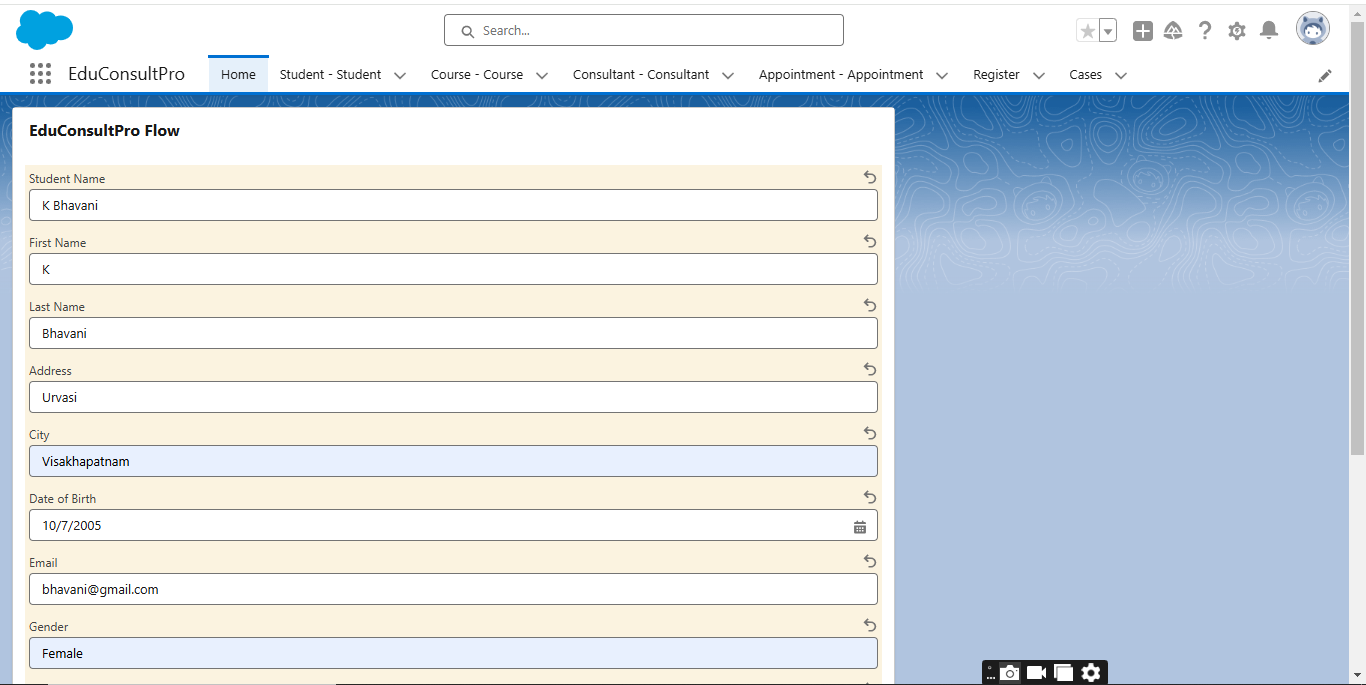 Search...
EduConsultPro Home Student - Student Course - Course Consultant - Consultant Appointment - Appointment Register Cases
EduConsultPro Flow
Student Name
K Bhavani
First Name
K
Last Name
Bhavani
Address
Urvasi
City
Visakhapatnam
Date of Birth
10/7/2005
Email
bhavani@gmail.com
Gender
Female